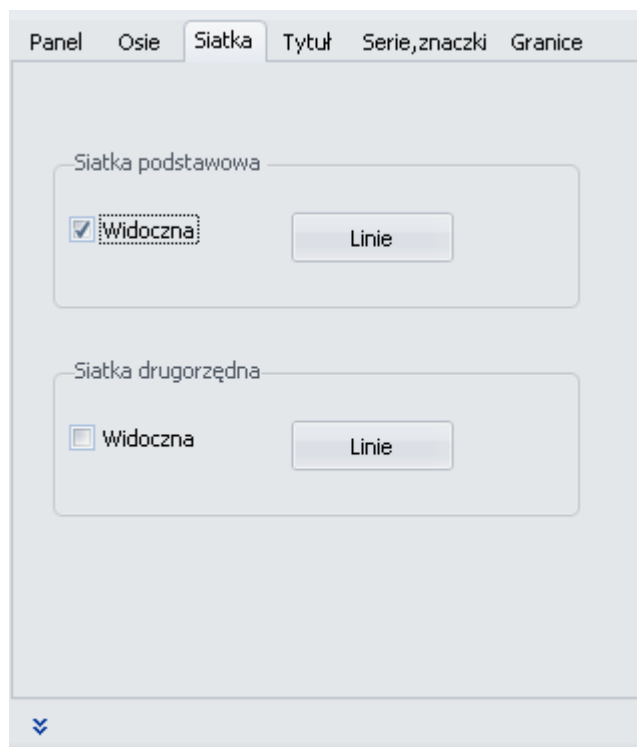 Panel Osie Siatka Tytuł Serie,znaczki Granice
Siatka podstawowa
Widoczna Linie
Siatka drugorzędna
Widoczna Linie